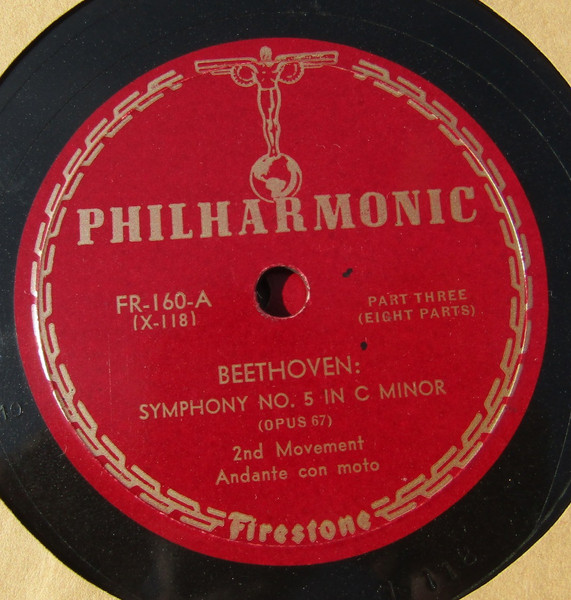 PHILHARMONIC
FR-160-A
(X-118)
PART THREE
(EIGHT PARTS)
BEETHOVEN:
SYMPHONY NO. 5 IN C MINOR
(OPUS 67)
2nd Movement
Andante con moto
Firestone